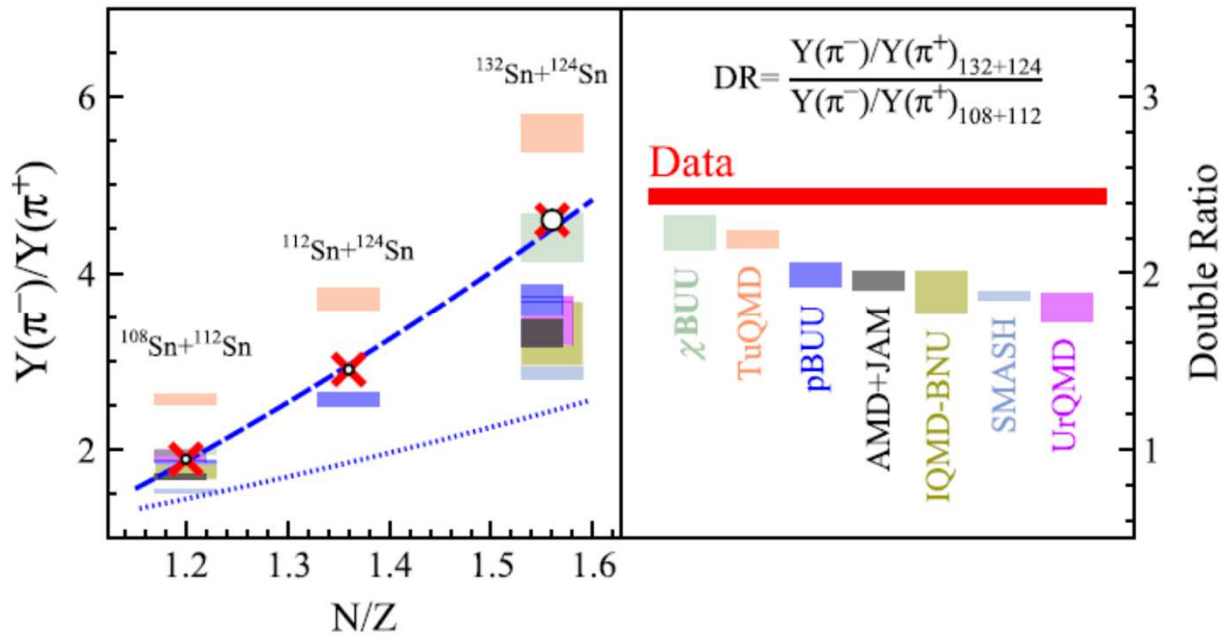 Y(π⁻)/Y(π⁺)
6
4
2
¹⁰⁸Sn+¹¹²Sn
¹¹²Sn+¹²⁴Sn
¹³²Sn+¹²⁴Sn
1.2 1.3 1.4 1.5 1.6
N/Z
DR= Y(π⁻)/Y(π⁺)₁₃₂₊₁₂₄
Y(π⁻)/Y(π⁺)₁₀₈₊₁₁₂
Data
χBUU
TuQMD
pBUU
AMD+JAM
IQMD-BNU
SMASH
UrQMD
3
2
1
Double Ratio